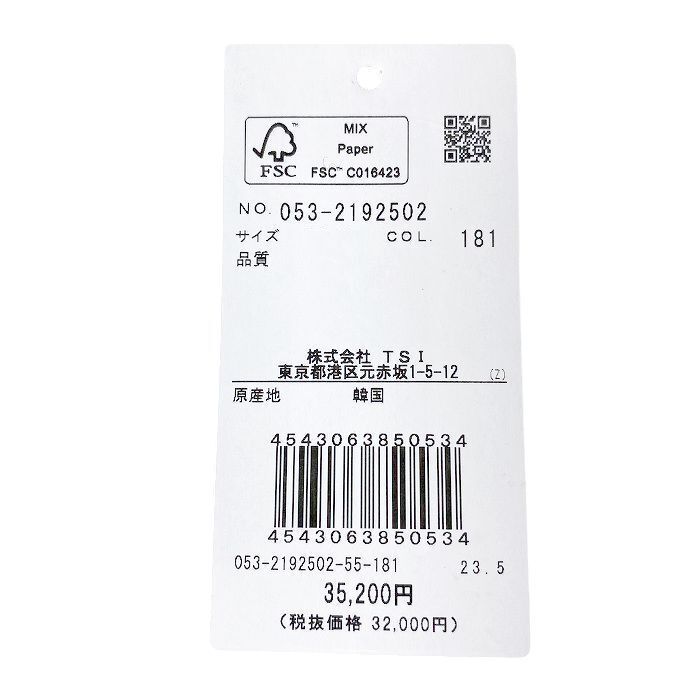 MIX
Paper
FSC™ C016423
™
FSC
NO. 053-2192502
サイズ COL. 181
品質
株式会社 TSI
東京都港区元赤坂1-5-12 (Z)
原産地 韓国
4543063850534
4543063850534
053-2192502-55-181 23.5
35,200円
(税抜価格 32,000円)